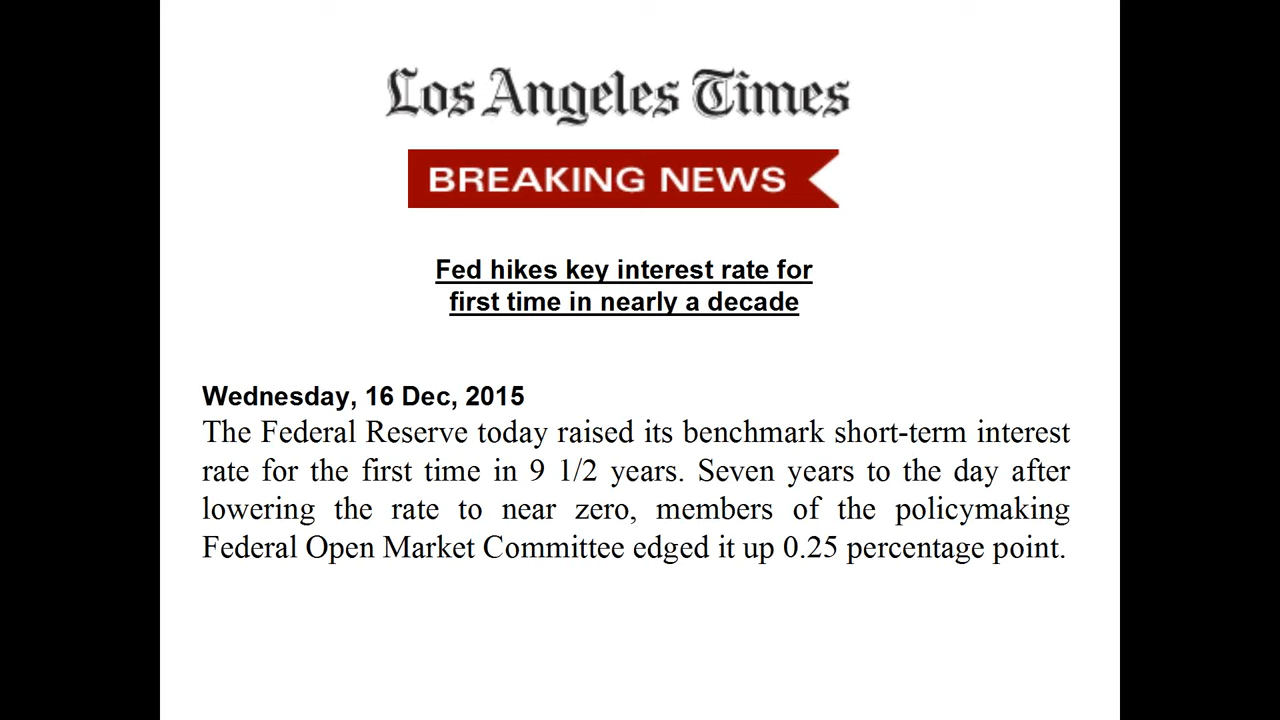 Los Angeles Times
BREAKING NEWS
Fed hikes key interest rate for
first time in nearly a decade
Wednesday, 16 Dec, 2015
The Federal Reserve today raised its benchmark short-term interest
rate for the first time in 9 1/2 years. Seven years to the day after
lowering the rate to near zero, members of the policymaking
Federal Open Market Committee edged it up 0.25 percentage point.